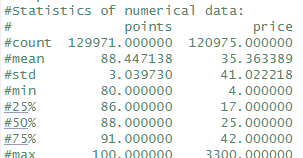 #Statistics of numerical data:
# points price
#count 129971.000000 120975.000000
#mean 88.447138 35.363389
#std 3.039730 41.022218
#min 80.000000 4.000000
#25% 86.000000 17.000000
#50% 88.000000 25.000000
#75% 91.000000 42.000000
#max 100.000000 3300.000000